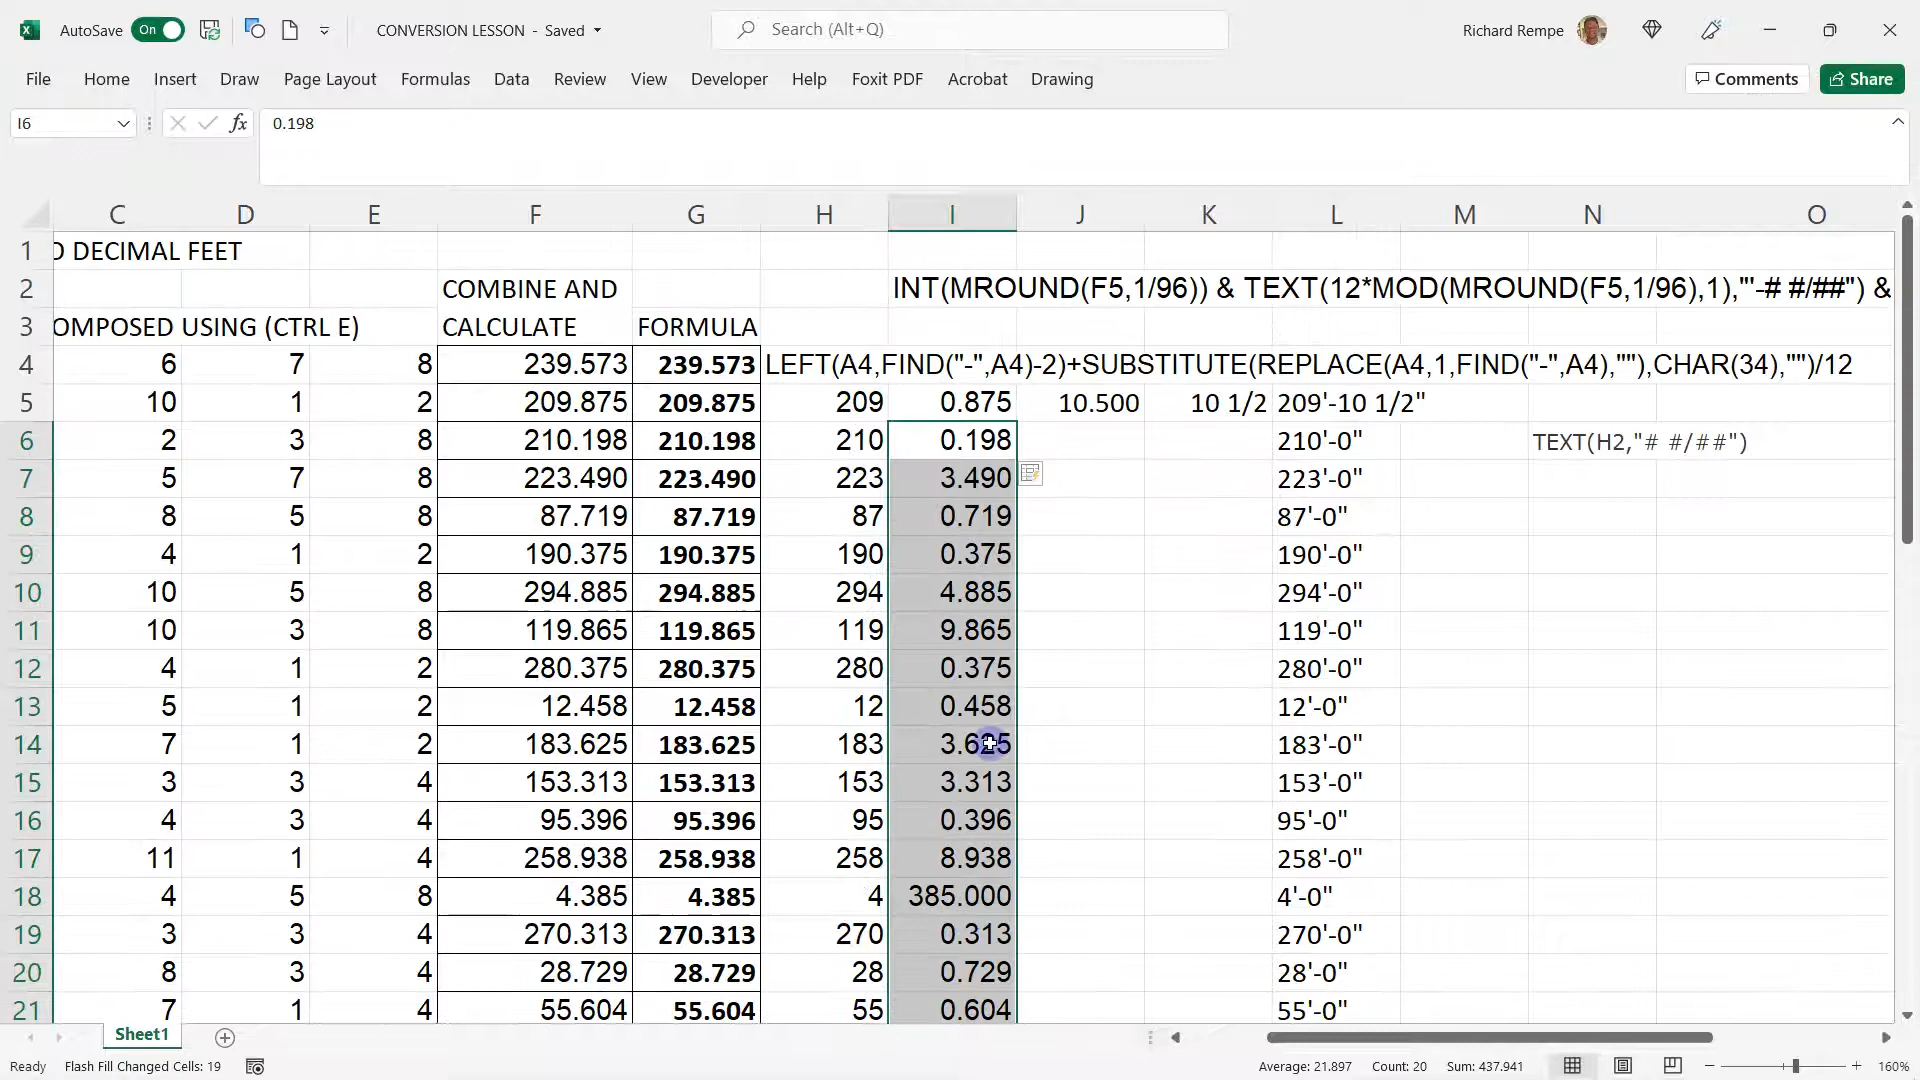 AutoSave On CONVERSION LESSON - Saved Search (Alt+Q) Richard Rempe
File Home Insert Draw Page Layout Formulas Data Review View Developer Help Foxit PDF Acrobat Drawing Comments Share
I6 fx 0.198
C D E F G H I J K L M N O
1 O DECIMAL FEET
2 COMBINE AND INT(MROUND(F5,1/96)) & TEXT(12*MOD(MROUND(F5,1/96),1),"'-# #/##") &
3 OMPOSED USING (CTRL E) CALCULATE FORMULA
4 6 7 8 239.573 239.573 LEFT(A4,FIND("-",A4)-2)+SUBSTITUTE(REPLACE(A4,1,FIND("-",A4),""),CHAR(34),"")/12
5 10 1 2 209.875 209.875 209 0.875 10.500 10 1/2 209'-10 1/2"
6 2 3 8 210.198 210.198 210 0.198 210'-0" TEXT(H2,"# #/##")
7 5 7 8 223.490 223.490 223 3.490 223'-0"
8 8 5 8 87.719 87.719 87 0.719 87'-0"
9 4 1 2 190.375 190.375 190 0.375 190'-0"
10 10 5 8 294.885 294.885 294 4.885 294'-0"
11 10 3 8 119.865 119.865 119 9.865 119'-0"
12 4 1 2 280.375 280.375 280 0.375 280'-0"
13 5 1 2 12.458 12.458 12 0.458 12'-0"
14 7 1 2 183.625 183.625 183 3.625 183'-0"
15 3 3 4 153.313 153.313 153 3.313 153'-0"
16 4 3 4 95.396 95.396 95 0.396 95'-0"
17 11 1 4 258.938 258.938 258 8.938 258'-0"
18 4 5 8 4.385 4.385 4 385.000 4'-0"
19 3 3 4 270.313 270.313 270 0.313 270'-0"
20 8 3 4 28.729 28.729 28 0.729 28'-0"
21 7 1 4 55.604 55.604 55 0.604 55'-0"
Sheet1
Ready Flash Fill Changed Cells: 19 Average: 21.897 Count: 20 Sum: 437.941 160%